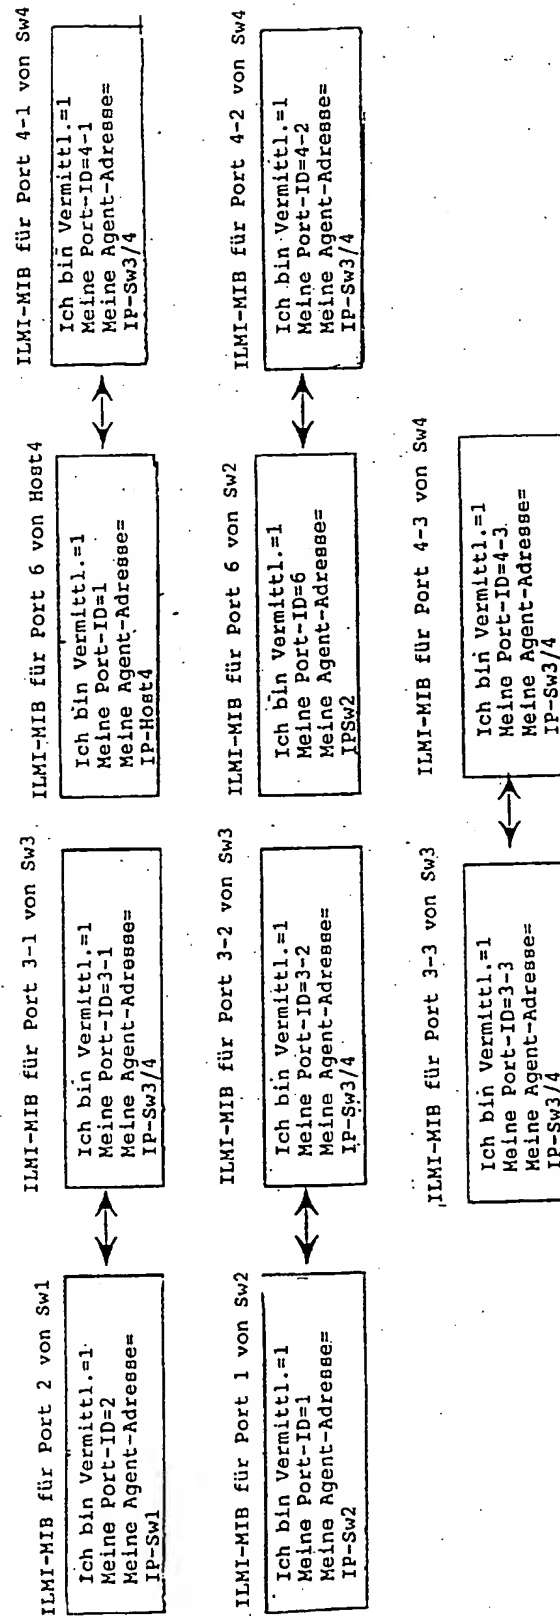 ILMI-MIB für Port 2 von Sw1
Ich bin Vermittl.=1
Meine Port-ID=2
Meine Agent-Adresse=
IP-Sw1
ILMI-MIB für Port 3-1 von Sw3
Ich bin Vermittl.=1
Meine Port-ID=3-1
Meine Agent-Adresse=
IP-Sw3/4
ILMI-MIB für Port 6 von Host4
Ich bin Vermittl.=1
Meine Port-ID=1
Meine Agent-Adresse=
IP-Host4
ILMI-MIB für Port 4-1 von Sw4
Ich bin Vermittl.=1
Meine Port-ID=4-1
Meine Agent-Adresse=
IP-Sw3/4
ILMI-MIB für Port 1 von Sw2
Ich bin Vermittl.=1
Meine Port-ID=1
Meine Agent-Adresse=
IP-Sw2
ILMI-MIB für Port 3-2 von Sw3
Ich bin Vermittl.=1
Meine Port-ID=3-2
Meine Agent-Adresse=
IP-Sw3/4
ILMI-MIB für Port 6 von Sw2
Ich bin Vermittl.=1
Meine Port-ID=6
Meine Agent-Adresse=
IPSw2
ILMI-MIB für Port 4-2 von Sw4
Ich bin Vermittl.=1
Meine Port-ID=4-2
Meine Agent-Adresse=
IP-Sw3/4
ILMI-MIB für Port 3-3 von Sw3
Ich bin Vermittl.=1
Meine Port-ID=3-3
Meine Agent-Adresse=
IP-Sw3/4
ILMI-MIB für Port 4-3 von Sw4
Ich bin Vermittl.=1
Meine Port-ID=4-3
Meine Agent-Adresse=
IP-Sw3/4